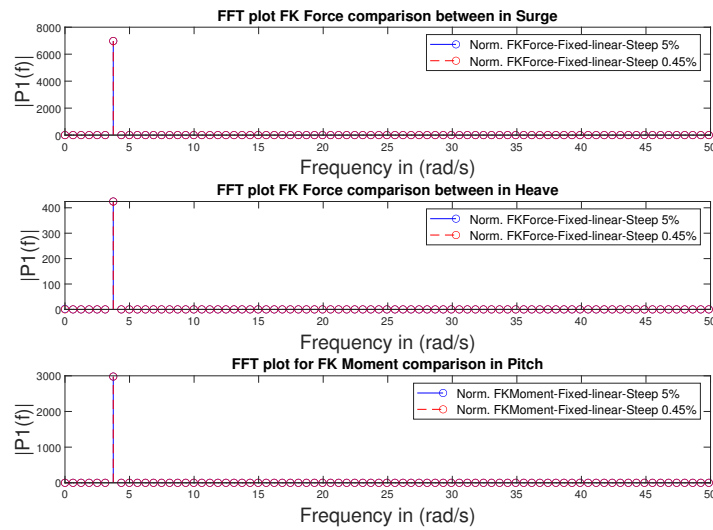 FFT plot FK Force comparison between in Surge
|P1(f)|
8000
6000
4000
2000
0
Norm. FKForce-Fixed-linear-Steep 5%
Norm. FKForce-Fixed-linear-Steep 0.45%
0 5 10 15 20 25 30 35 40 45 50
Frequency in (rad/s)
FFT plot FK Force comparison between in Heave
|P1(f)|
400
300
200
100
0
Norm. FKForce-Fixed-linear-Steep 5%
Norm. FKForce-Fixed-linear-Steep 0.45%
0 5 10 15 20 25 30 35 40 45 50
Frequency in (rad/s)
FFT plot for FK Moment comparison in Pitch
|P1(f)|
3000
2000
1000
0
Norm. FKMoment-Fixed-linear-Steep 5%
Norm. FKMoment-Fixed-linear-Steep 0.45%
0 5 10 15 20 25 30 35 40 45 50
Frequency in (rad/s)